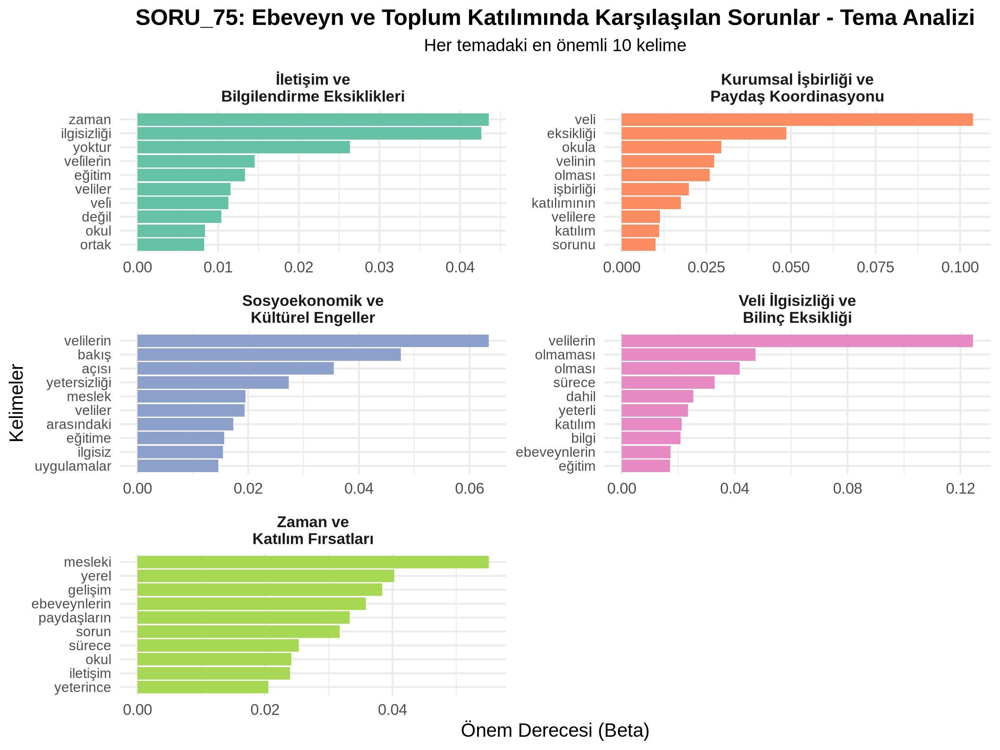 SORU_75: Ebeveyn ve Toplum Katılımında Karşılaşılan Sorunlar - Tema Analizi
Her temadaki en önemli 10 kelime
İletişim ve
Bilgilendirme Eksiklikleri
zaman
ilgisizliği
yoktur
veli̇leri̇n
eğitim
veliler
veli̇
değil
okul
ortak
0.00 0.01 0.02 0.03 0.04
Kurumsal İşbirliği ve
Paydaş Koordinasyonu
veli
eksikliği
okula
velinin
olması
işbirliği
katılımının
velilere
katılım
sorunu
0.000 0.025 0.050 0.075 0.100
Sosyoekonomik ve
Kültürel Engeller
velilerin
bakış
açısı
yetersizliği
meslek
veliler
arasındaki
eğitime
ilgisiz
uygulamalar
0.00 0.02 0.04 0.06
Veli İlgisizliği ve
Bilinç Eksikliği
velilerin
olmaması
olması
sürece
dahil
yeterli
katılım
bilgi
ebeveynlerin
eğitim
0.00 0.04 0.08 0.12
Zaman ve
Katılım Fırsatları
mesleki
yerel
gelişim
ebeveynlerin
paydaşların
sorun
sürece
okul
iletişim
yeterince
0.00 0.02 0.04
Kelimeler
Önem Derecesi (Beta)